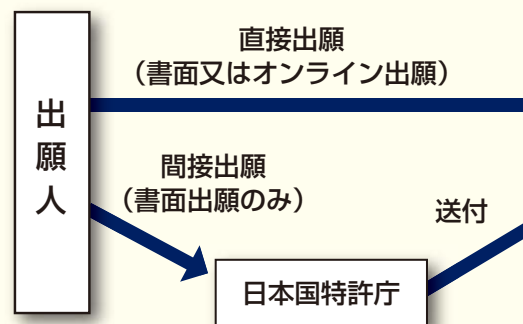 出願人
直接出願
（書面又はオンライン出願）
間接出願
（書面出願のみ）
送付
日本国特許庁